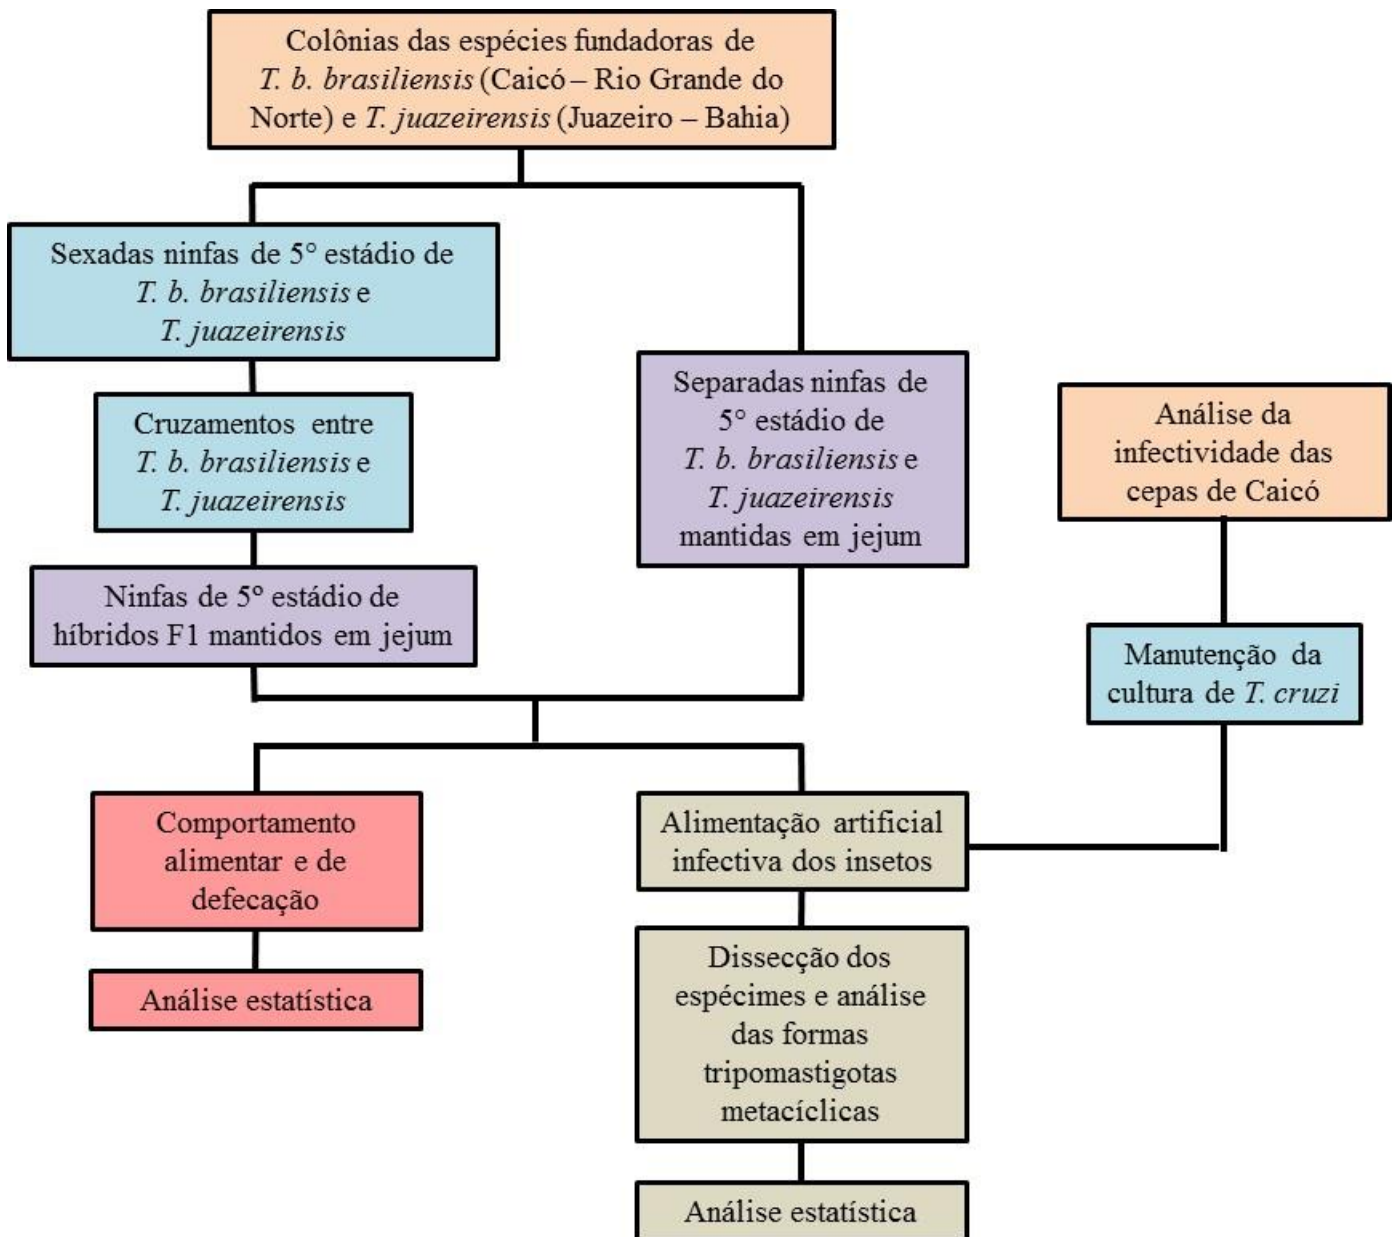 Colônias das espécies fundadoras de
T. b. brasiliensis (Caicó – Rio Grande do
Norte) e T. juazeirensis (Juazeiro – Bahia)
Sexadas ninfas de 5° estádio de
T. b. brasiliensis e
T. juazeirensis
Cruzamentos entre
T. b. brasiliensis e
T. juazeirensis
Ninfas de 5º estádio de
híbridos F1 mantidos em jejum
Separadas ninfas de
5° estádio de
T. b. brasiliensis e
T. juazeirensis
mantidas em jejum
Análise da
infectividade das
cepas de Caicó
Manutenção da
cultura de T. cruzi
Comportamento
alimentar e de
defecação
Análise estatística
Alimentação artificial
infectiva dos insetos
Dissecção dos
espécimes e análise
das formas
tripomastigotas
metacíclicas
Análise estatística